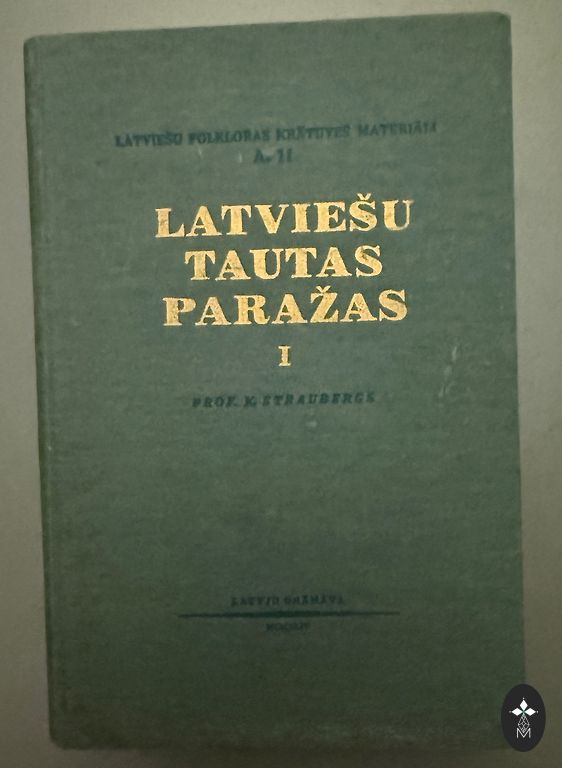 LATVIEŠU FOLKLORAS KRĀTUVES MATERIĀLI
A. 11
LATVIEŠU
TAUTAS
PARAŽAS
I
PROF. K. STRAUBERGS
LATVJU GRĀMATA
M